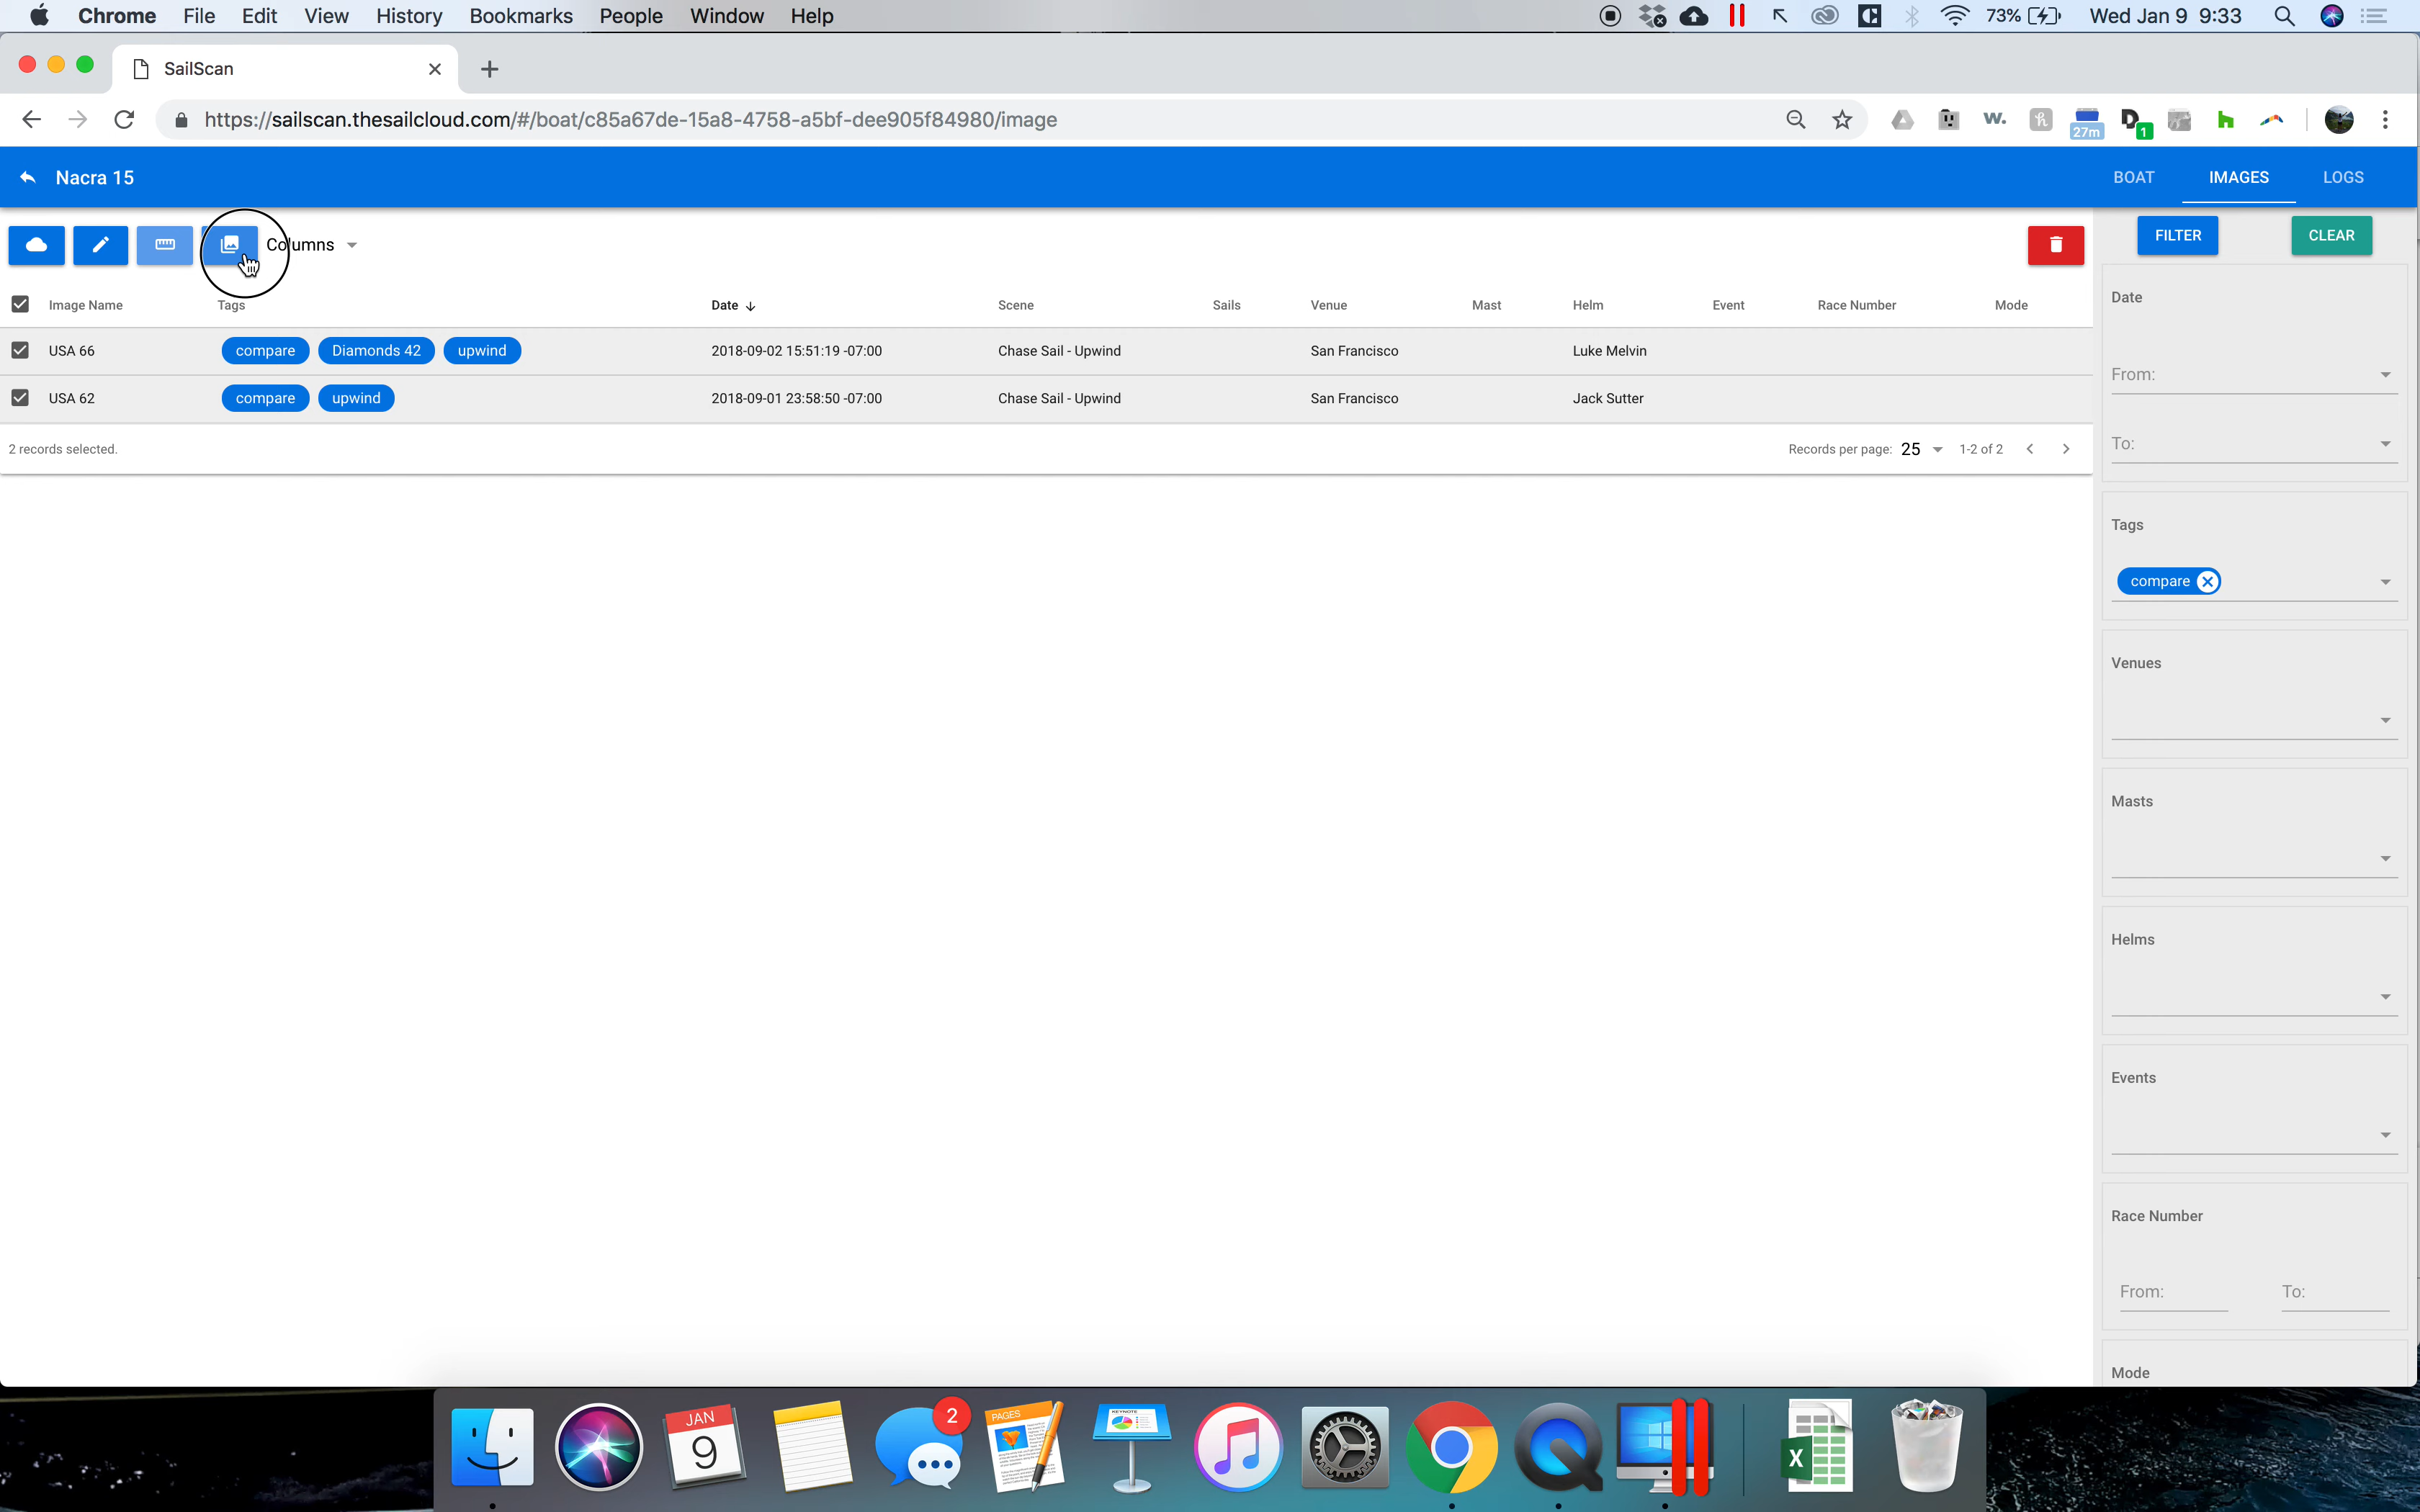 Chrome File Edit View History Bookmarks People Window Help 73% Wed Jan 9 9:33
SailScan
https://sailscan.thesailcloud.com/#/boat/c85a67de-15a8-4758-a5bf-dee905f84980/image
27m 1
Nacra 15 BOAT IMAGES LOGS
Columns FILTER CLEAR
Image Name Tags Date Scene Sails Venue Mast Helm Event Race Number Mode
USA 66 compare Diamonds 42 upwind 2018-09-02 15:51:19 -07:00 Chase Sail - Upwind San Francisco Luke Melvin
USA 62 compare upwind 2018-09-01 23:58:50 -07:00 Chase Sail - Upwind San Francisco Jack Sutter
2 records selected. Records per page: 25 1-2 of 2
Date
From:
To:
Tags
compare
Venues
Masts
Helms
Events
Race Number
From: To:
Mode
JAN
9
2
PAGES
KEYNOTE
X